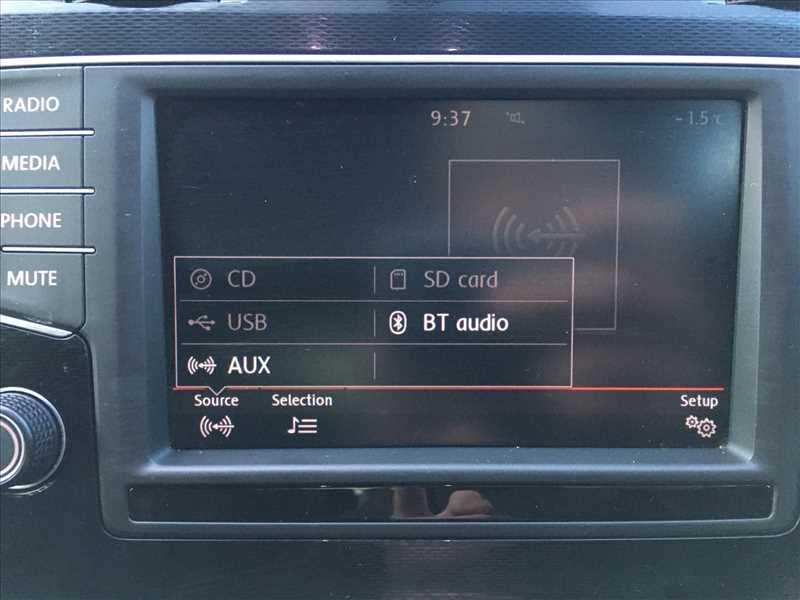 RADIO
MEDIA
PHONE
MUTE
9:37
-1.5°C
CD
SD card
USB
BT audio
AUX
Source
Selection
Setup